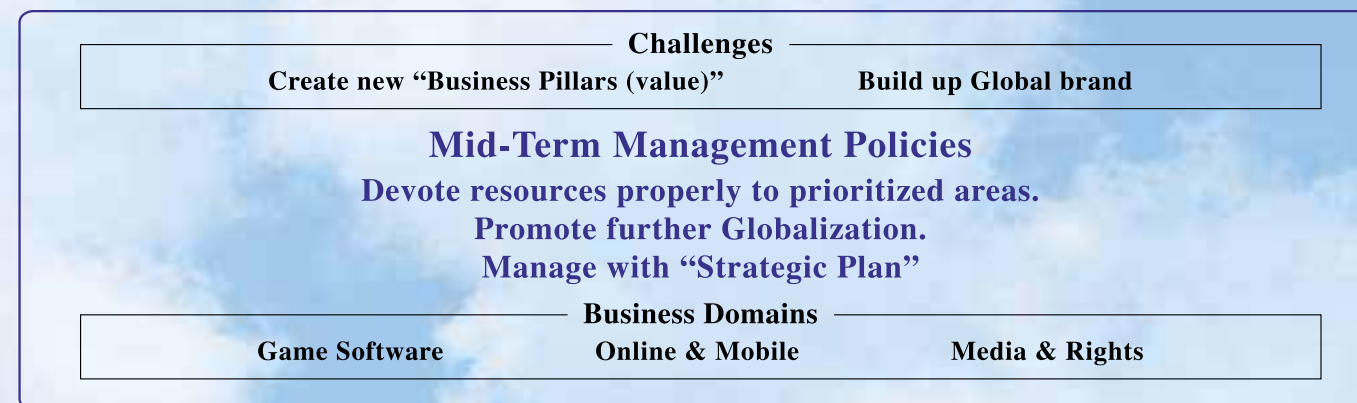 Challenges
Create new “Business Pillars (value)” Build up Global brand
Mid-Term Management Policies
Devote resources properly to prioritized areas.
Promote further Globalization.
Manage with “Strategic Plan”
Business Domains
Game Software Online & Mobile Media & Rights